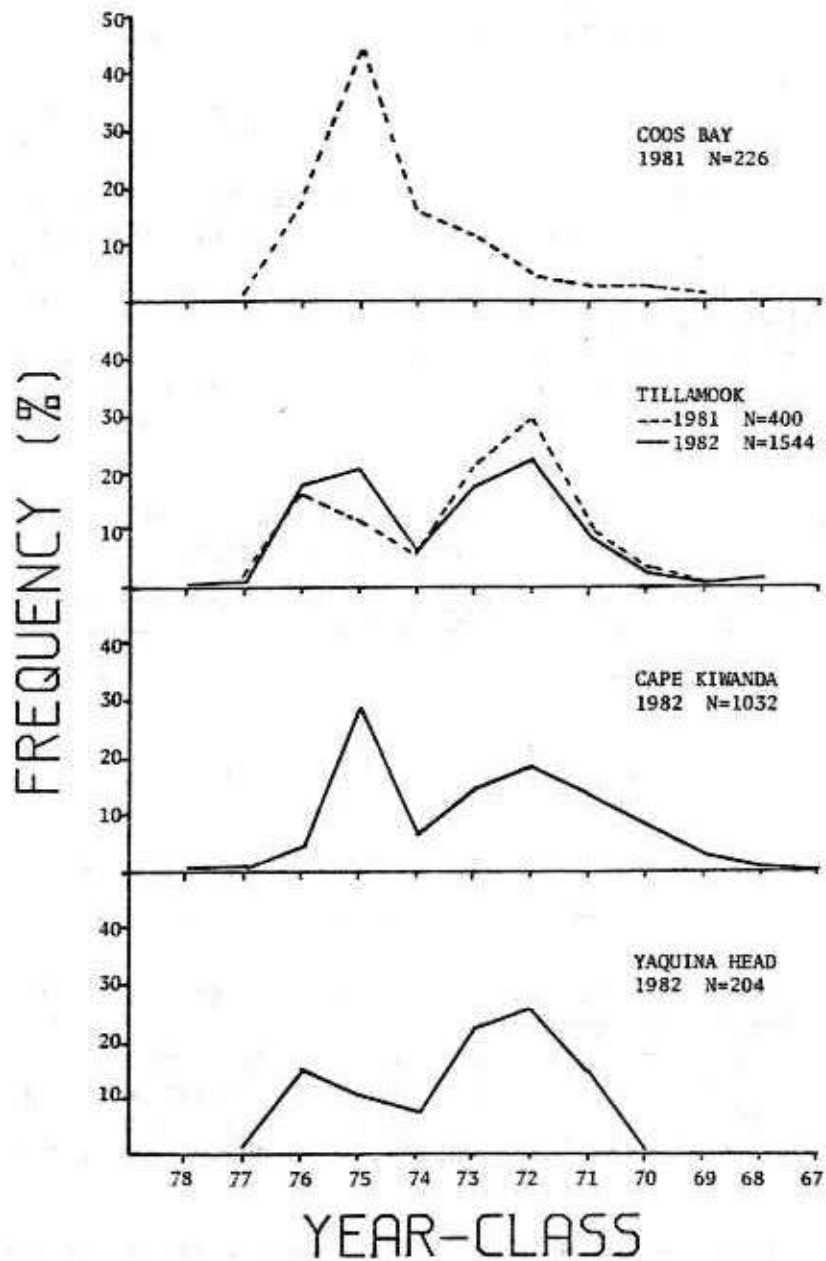 50
40
30
20
10
COOS BAY
1981 N=226
40
30
20
10
TILLAMOOK
----1981 N=400
—1982 N=1544
40
30
20
10
CAPE KIWANDA
1982 N=1032
40
30
20
10
YAQUINA HEAD
1982 N=204
FREQUENCY (%)
78 77 76 75 74 73 72 71 70 69 68 67
YEAR-CLASS